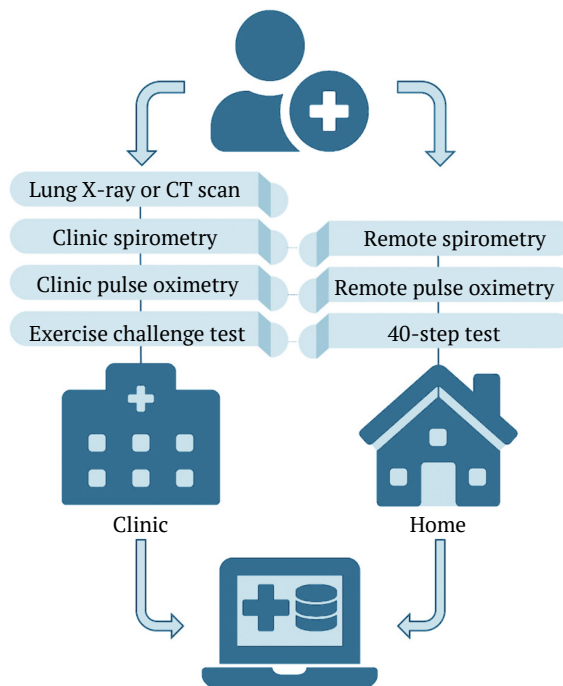 Lung X-ray or CT scan
Clinic spirometry
Remote spirometry
Clinic pulse oximetry
Remote pulse oximetry
Exercise challenge test
40-step test
Clinic
Home